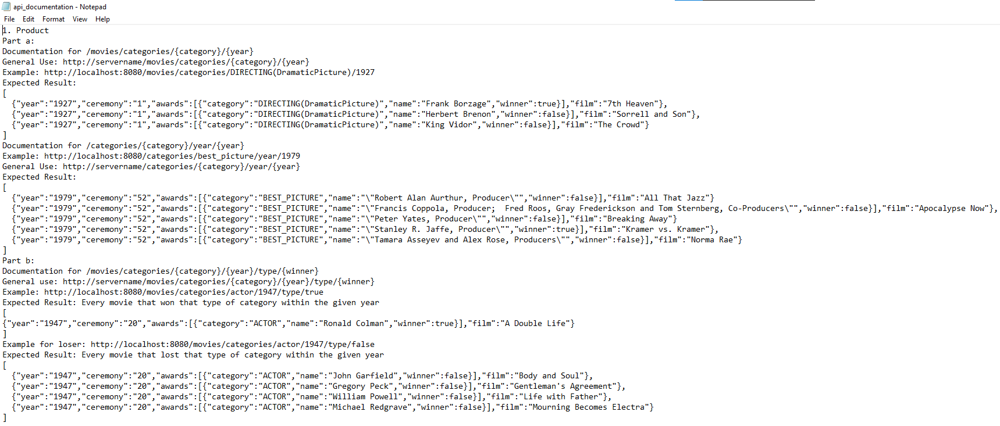 api_documentation - Notepad
File Edit Format View Help
1. Product
Part a:
Documentation for /movies/categories/{category}/{year}
General Use: http://servername/movies/categories/{category}/{year}
Example: http://localhost:8080/movies/categories/DIRECTING(DramaticPicture)/1927
Expected Result:
[
  {"year":"1927","ceremony":"1","awards":[{"category":"DIRECTING(DramaticPicture)","name":"Frank Borzage","winner":true}],"film":"7th Heaven"},
  {"year":"1927","ceremony":"1","awards":[{"category":"DIRECTING(DramaticPicture)","name":"Herbert Brenon","winner":false}],"film":"Sorrell and Son"},
  {"year":"1927","ceremony":"1","awards":[{"category":"DIRECTING(DramaticPicture)","name":"King Vidor","winner":false}],"film":"The Crowd"}
]
Documentation for /categories/{category}/year/{year}
Example: http://localhost:8080/categories/best_picture/year/1979
General Use: http://servername/categories/{category}/year/{year}
Expected Result:
[
  {"year":"1979","ceremony":"52","awards":[{"category":"BEST_PICTURE","name":"\"Robert Alan Aurthur, Producer\"","winner":false}],"film":"All That Jazz"}
  {"year":"1979","ceremony":"52","awards":[{"category":"BEST_PICTURE","name":"\"Francis Coppola, Producer;  Fred Roos, Gray Frederickson and Tom Sternberg, Co-Producers\"","winner":false}],"film":"Apocalypse Now"},
  {"year":"1979","ceremony":"52","awards":[{"category":"BEST_PICTURE","name":"\"Peter Yates, Producer\"","winner":false}],"film":"Breaking Away"}
  {"year":"1979","ceremony":"52","awards":[{"category":"BEST_PICTURE","name":"\"Stanley R. Jaffe, Producer\"","winner":true}],"film":"Kramer vs. Kramer"},
  {"year":"1979","ceremony":"52","awards":[{"category":"BEST_PICTURE","name":"\"Tamara Asseyev and Alex Rose, Producers\"","winner":false}],"film":"Norma Rae"}
]
Part b:
Documentation for /movies/categories/{category}/{year}/type/{winner}
General use: http://servername/movies/categories/{category}/{year}/type/{winner}
Example: http://localhost:8080/movies/categories/actor/1947/type/true
Expected Result: Every movie that won that type of category within the given year
[
{"year":"1947","ceremony":"20","awards":[{"category":"ACTOR","name":"Ronald Colman","winner":true}],"film":"A Double Life"}
]
Example for loser: http://localhost:8080/movies/categories/actor/1947/type/false
Expected Result: Every movie that lost that type of category within the given year
[
  {"year":"1947","ceremony":"20","awards":[{"category":"ACTOR","name":"John Garfield","winner":false}],"film":"Body and Soul"},
  {"year":"1947","ceremony":"20","awards":[{"category":"ACTOR","name":"Gregory Peck","winner":false}],"film":"Gentleman's Agreement"},
  {"year":"1947","ceremony":"20","awards":[{"category":"ACTOR","name":"William Powell","winner":false}],"film":"Life with Father"},
  {"year":"1947","ceremony":"20","awards":[{"category":"ACTOR","name":"Michael Redgrave","winner":false}],"film":"Mourning Becomes Electra"}
]